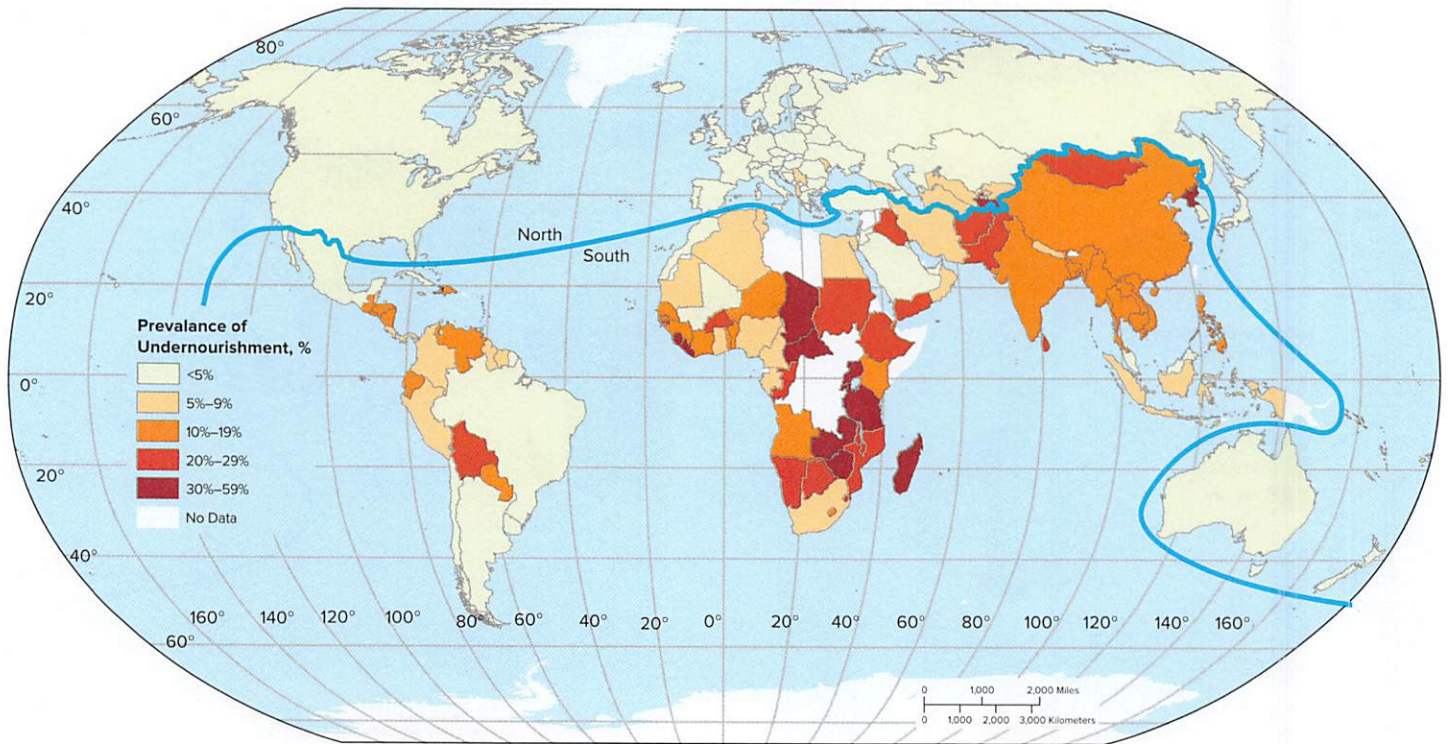 80°
60°
40°
North
South
20°
Prevalance of
Undernourishment, %
<5%
5%–9%
0°
10%–19%
20%–29%
20°
30%–59%
No Data
40°
160° 140° 120° 100° 80° 60° 40° 20° 0° 20° 40° 60° 80° 100° 120° 140° 160°
60°
0 1,000 2,000 Miles
0 1,000 2,000 3,000 Kilometers